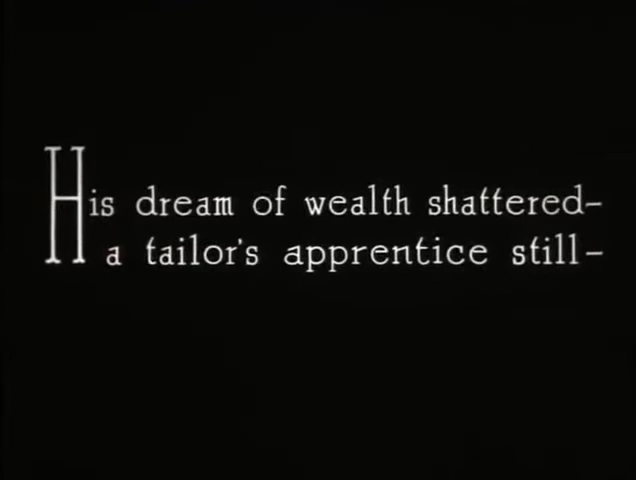 His dream of wealth shattered–
a tailor's apprentice still–